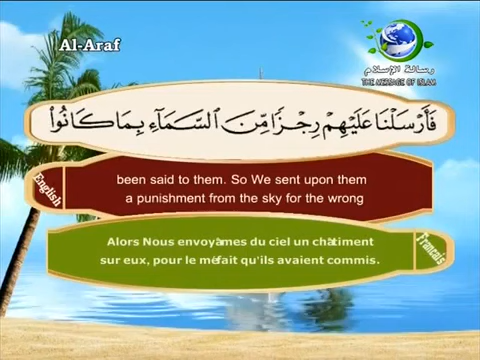 Al-Araf
رسالة الإسلام
THE MESSAGE OF ISLAM
فَأَرْسَلْنَا عَلَيْهِمْ رِجْزًا مِّنَ ٱلسَّمَآءِ بِمَا كَانُوا۟
English
been said to them. So We sent upon them
a punishment from the sky for the wrong
Alors Nous envoyâmes du ciel un châtiment
sur eux, pour le méfait qu'ils avaient commis.
Francais